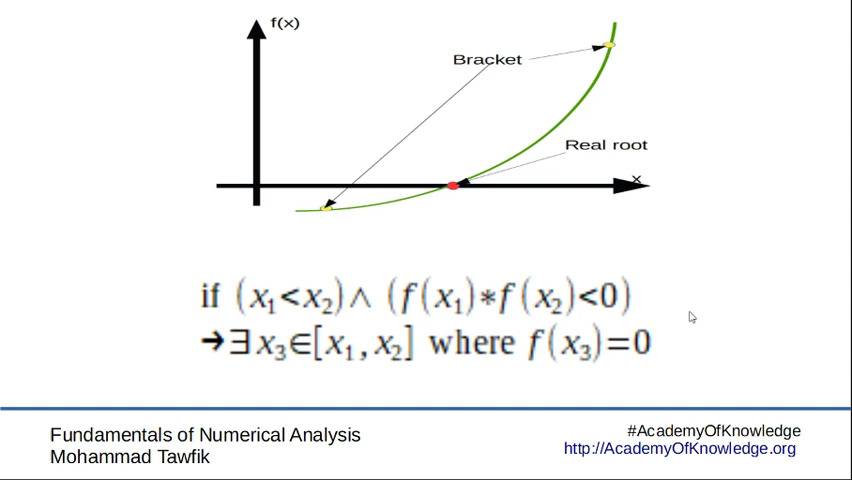 f(x)
Bracket
Real root
x
if (x₁<x₂)∧ (f(x₁)∗f(x₂)<0)
➔∃x₃∈[x₁,x₂] where f(x₃)=0
Fundamentals of Numerical Analysis
Mohammad Tawfik
#AcademyOfKnowledge
http://AcademyOfKnowledge.org